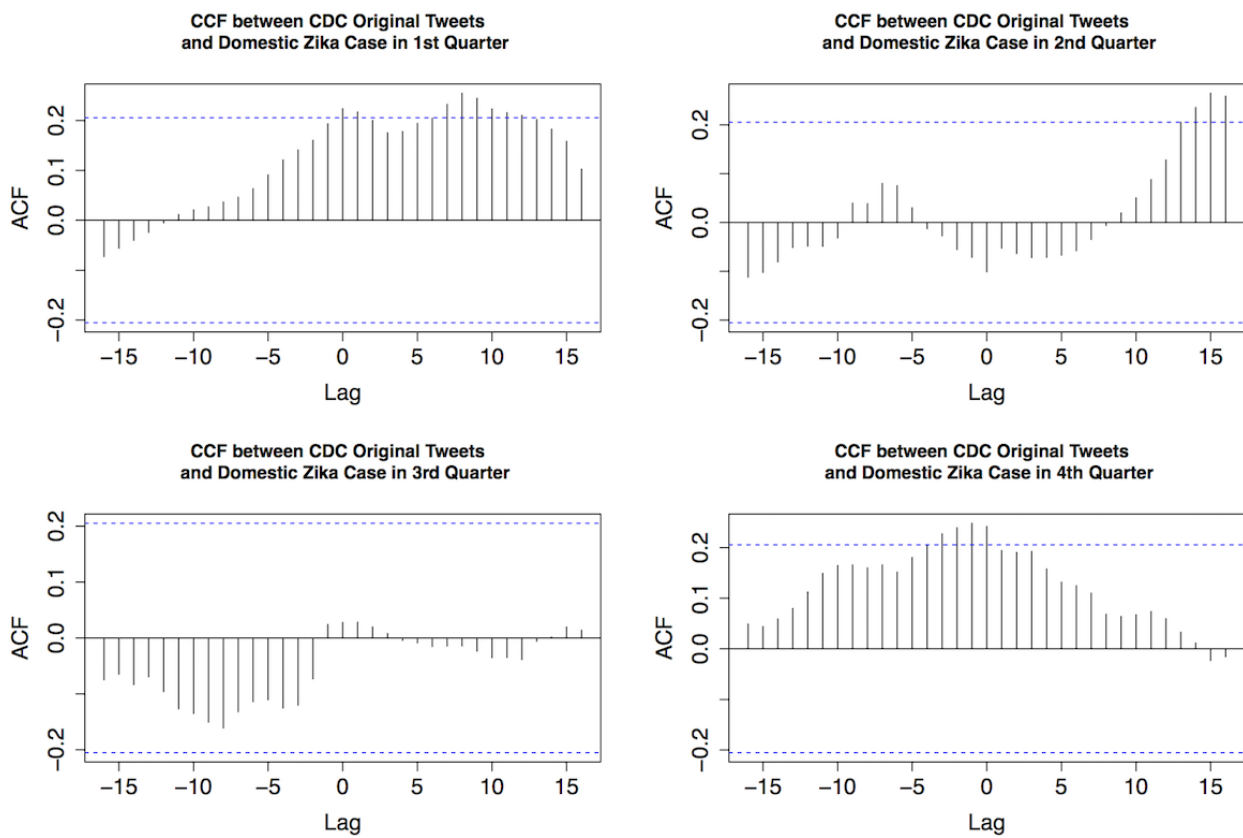 CCF between CDC Original Tweets
and Domestic Zika Case in 1st Quarter
ACF
0.2
0.1
0.0
−0.2
−15 −10 −5 0 5 10 15
Lag
CCF between CDC Original Tweets
and Domestic Zika Case in 2nd Quarter
ACF
0.2
0.1
0.0
−0.2
−15 −10 −5 0 5 10 15
Lag
CCF between CDC Original Tweets
and Domestic Zika Case in 3rd Quarter
ACF
0.2
0.1
0.0
−0.2
−15 −10 −5 0 5 10 15
Lag
CCF between CDC Original Tweets
and Domestic Zika Case in 4th Quarter
ACF
0.2
0.1
0.0
−0.2
−15 −10 −5 0 5 10 15
Lag